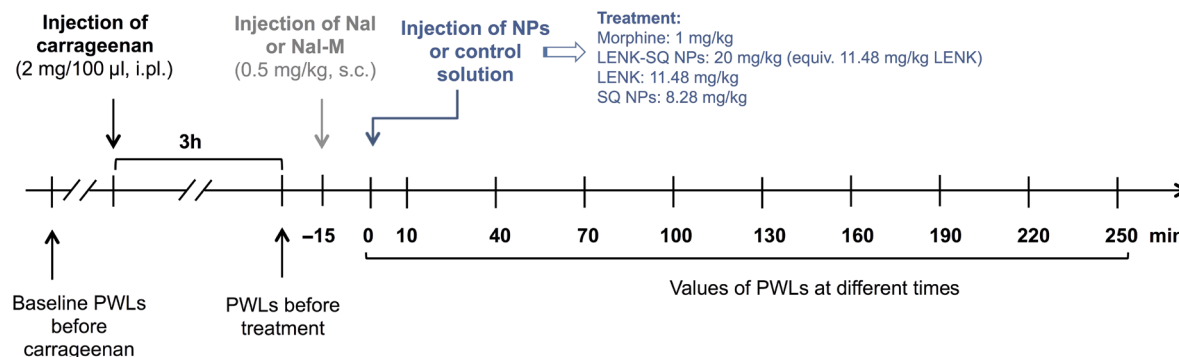 Injection of
carrageenan
(2 mg/100 µl, i.pl.)
Injection of Nal
or Nal-M
(0.5 mg/kg, s.c.)
Injection of NPs
or control
solution
Treatment:
Morphine: 1 mg/kg
LENK-SQ NPs: 20 mg/kg (equiv. 11.48 mg/kg LENK)
LENK: 11.48 mg/kg
SQ NPs: 8.28 mg/kg
3h
–15 0 10 40 70 100 130 160 190 220 250 min
Baseline PWLs
before
carrageenan
PWLs before
treatment
Values of PWLs at different times